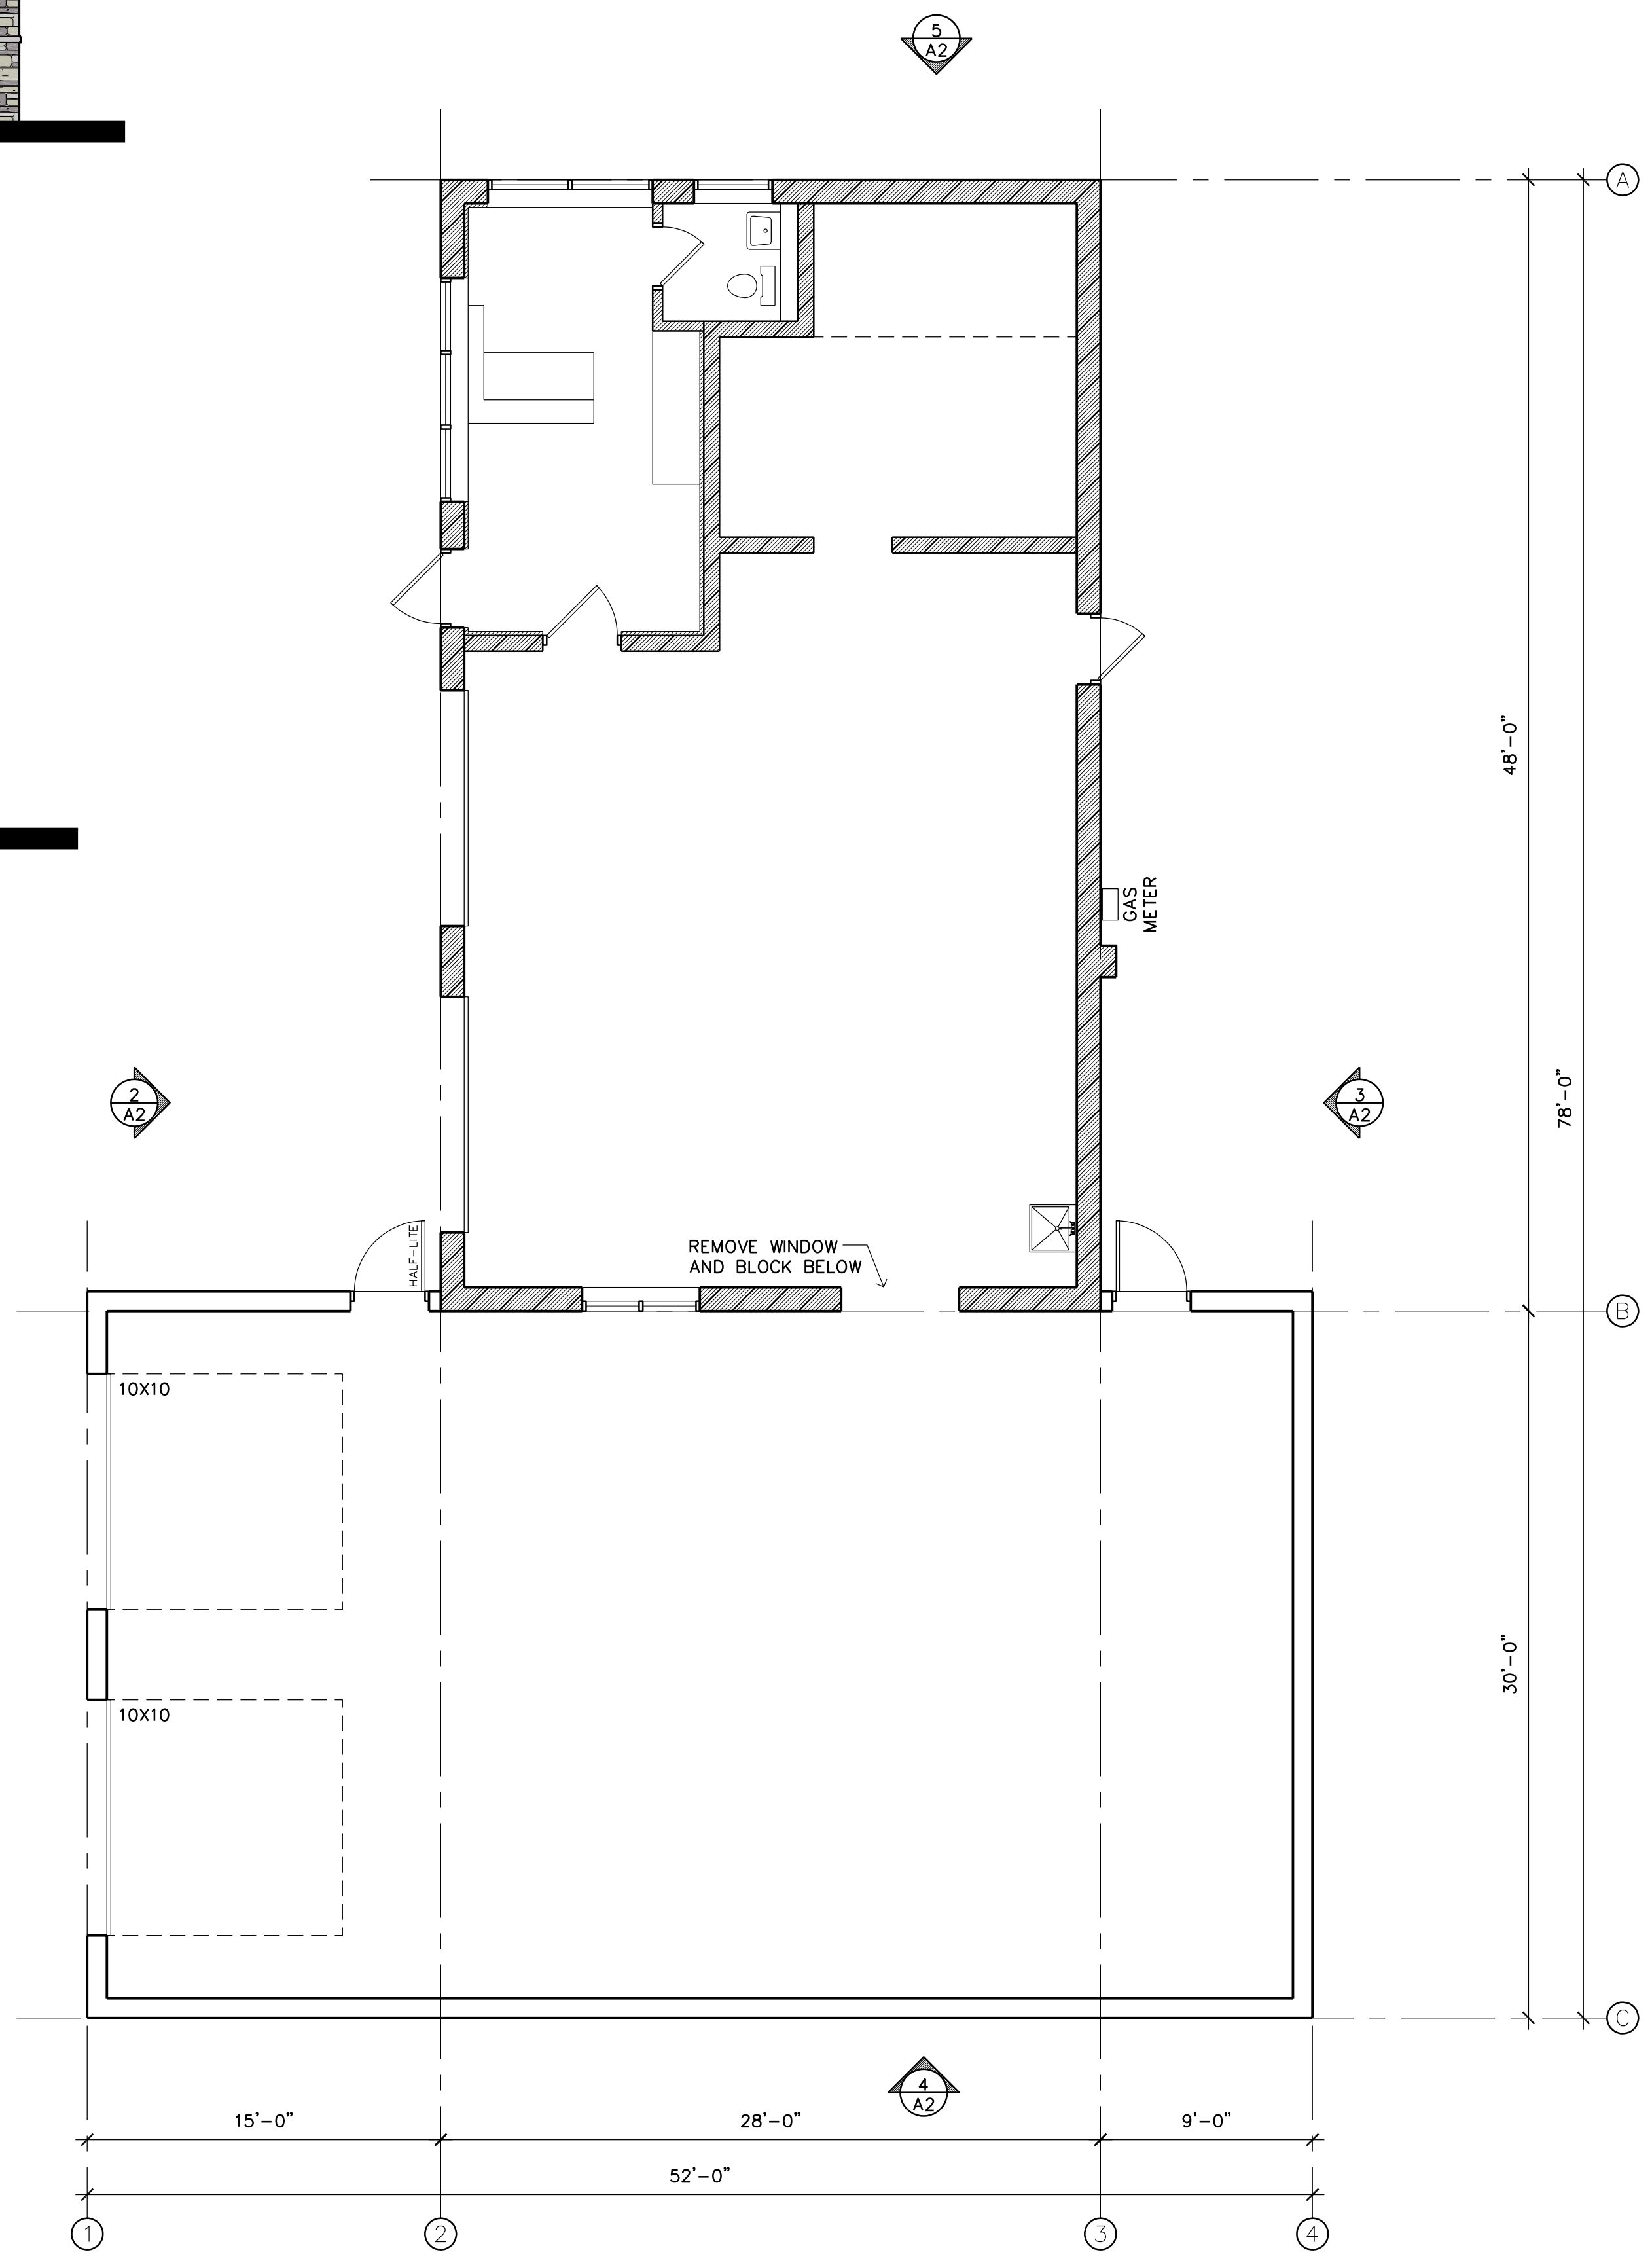 5
A2
A
48'-0"
GAS
METER
2
A2
3
A2
78'-0"
HALF-LITE
REMOVE WINDOW
AND BLOCK BELOW
B
10X10
30'-0"
10X10
C
4
A2
15'-0"
28'-0"
9'-0"
52'-0"
1
2
3
4